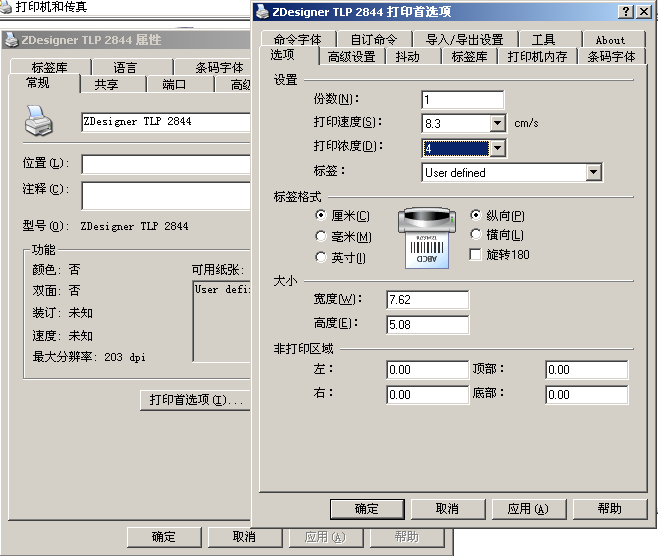 打印机和传真
ZDesigner TLP 2844 属性
标签库 语言 条码字体
常规 共享 端口 高级
ZDesigner TLP 2844
位置(L):
注释(C):
型号(O): ZDesigner TLP 2844
功能
颜色: 否 可用纸张:
双面: 否 User defi
装订: 未知
速度: 未知
最大分辨率: 203 dpi
打印首选项(I)...
确定 取消 应用(A) 帮助
ZDesigner TLP 2844 打印首选项
命令字体 自订命令 导入/导出设置 工具 About
选项 高级设置 抖动 标签库 打印机内存 条码字体
设置
份数(N): 1
打印速度(S): 8.3 cm/s
打印浓度(D): 4
标签: User defined
标签格式
厘米(C) 纵向(P)
毫米(M) 横向(L)
英寸(I) 旋转180
ABCD
12345678
大小
宽度(W): 7.62
高度(E): 5.08
非打印区域
左: 0.00 顶部: 0.00
右: 0.00 底部: 0.00
确定 取消 应用(A) 帮助